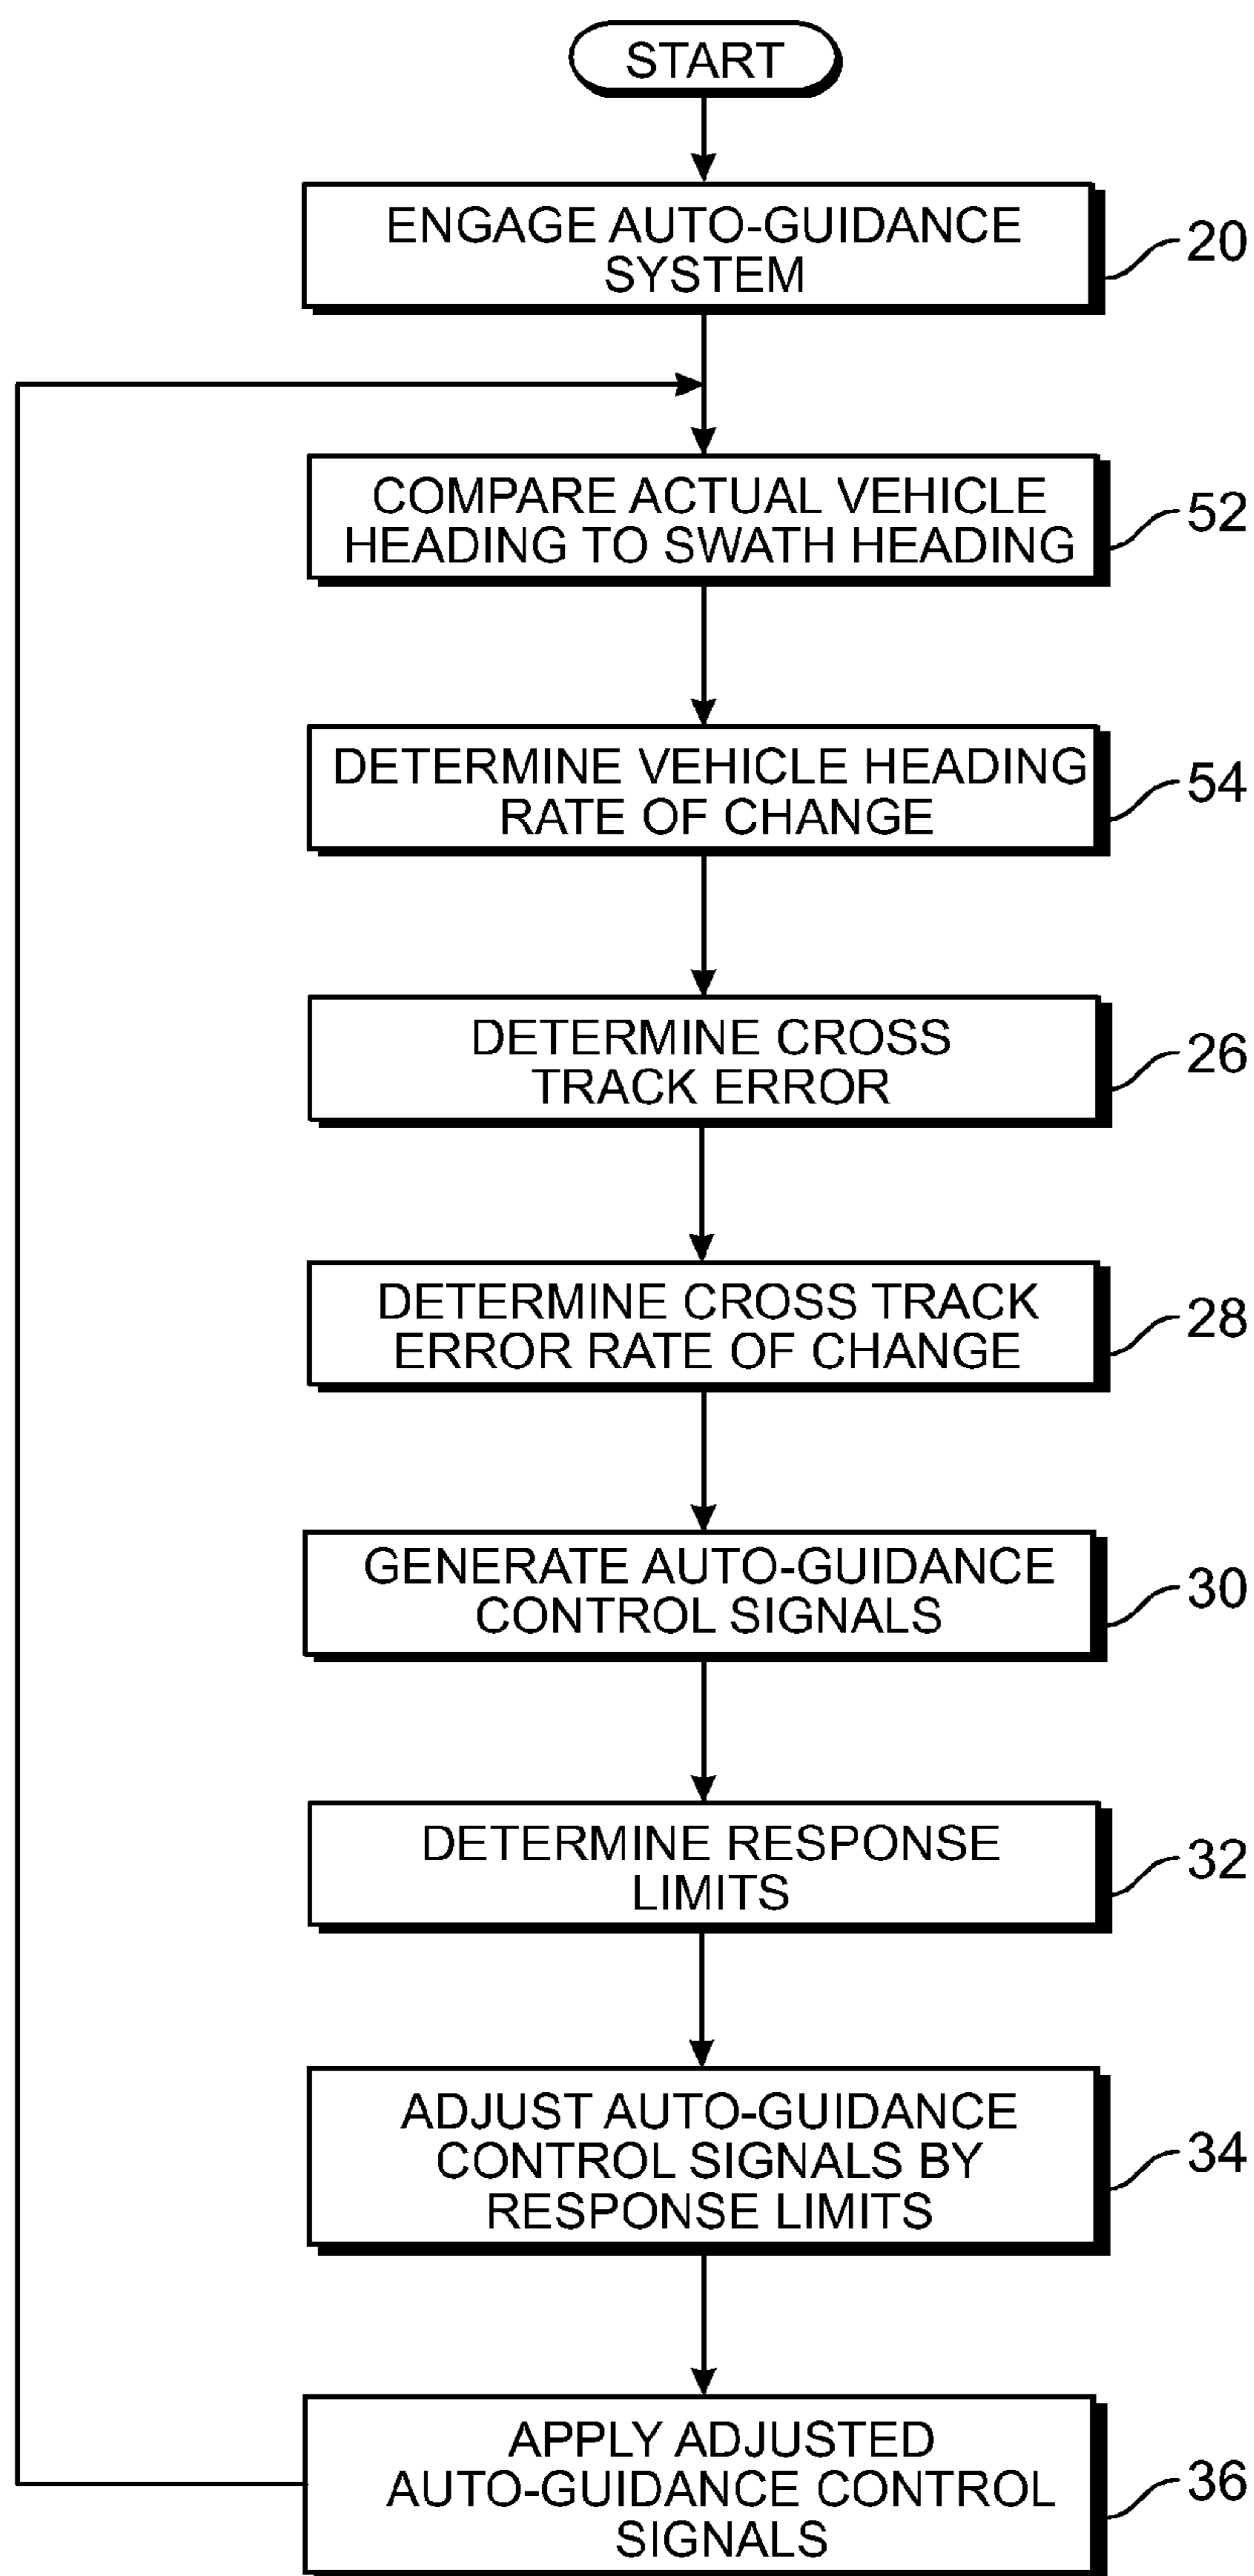 START
ENGAGE AUTO-GUIDANCE
SYSTEM
20
COMPARE ACTUAL VEHICLE
HEADING TO SWATH HEADING
52
DETERMINE VEHICLE HEADING
RATE OF CHANGE
54
DETERMINE CROSS
TRACK ERROR
26
DETERMINE CROSS TRACK
ERROR RATE OF CHANGE
28
GENERATE AUTO-GUIDANCE
CONTROL SIGNALS
30
DETERMINE RESPONSE
LIMITS
32
ADJUST AUTO-GUIDANCE
CONTROL SIGNALS BY
RESPONSE LIMITS
34
APPLY ADJUSTED
AUTO-GUIDANCE CONTROL
SIGNALS
36